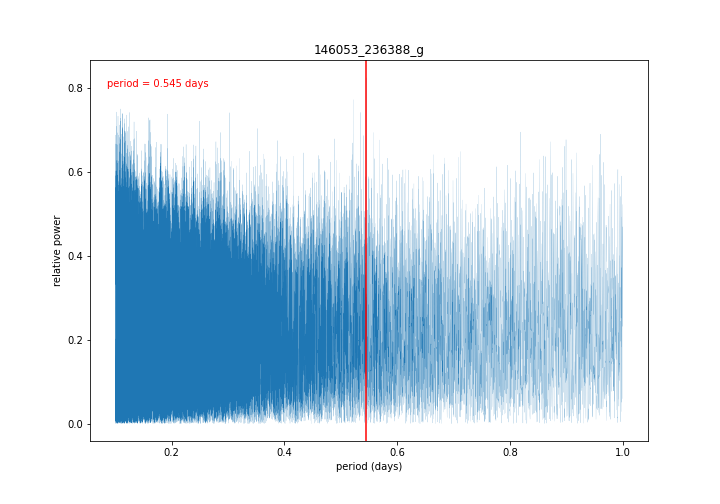 146053_236388_g
period = 0.545 days
relative power
0.8
0.6
0.4
0.2
0.0
0.2 0.4 0.6 0.8 1.0
period (days)